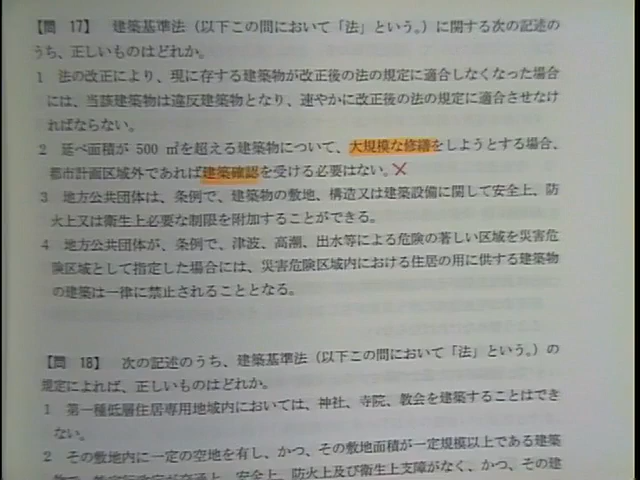 【問 17】 建築基準法（以下この問において「法」という。）に関する次の記述の
うち、正しいものはどれか。
1 法の改正により、現に存する建築物が改正後の法の規定に適合しなくなった場合
には、当該建築物は違反建築物となり、速やかに改正後の法の規定に適合させなけ
ればならない。
2 延べ面積が 500 ㎡を超える建築物について、大規模な修繕をしようとする場合、
都市計画区域外であれば建築確認を受ける必要はない。×
3 地方公共団体は、条例で、建築物の敷地、構造又は建築設備に関して安全上、防
火上又は衛生上必要な制限を附加することができる。
4 地方公共団体が、条例で、津波、高潮、出水等による危険の著しい区域を災害危
険区域として指定した場合には、災害危険区域内における住居の用に供する建築物
の建築は一律に禁止されることとなる。
【問 18】 次の記述のうち、建築基準法（以下この問において「法」という。）の
規定によれば、正しいものはどれか。
1 第一種低層住居専用地域内においては、神社、寺院、教会を建築することはでき
ない。
2 その敷地内に一定の空地を有し、かつ、その敷地面積が一定規模以上である建築
安全上、防火上及び衛生上支障がなく、かつ、その建